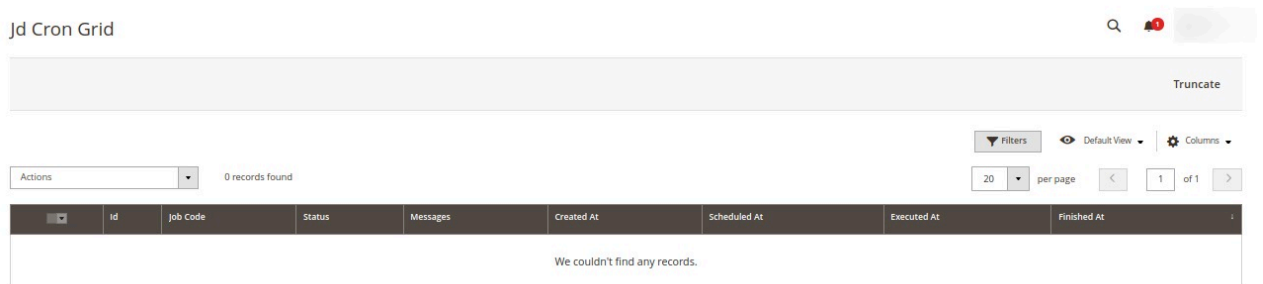 Jd Cron Grid
1
Truncate
Filters Default View Columns
Actions 0 records found 20 per page 1 of 1
Id Job Code Status Messages Created At Scheduled At Executed At Finished At ↓
We couldn't find any records.